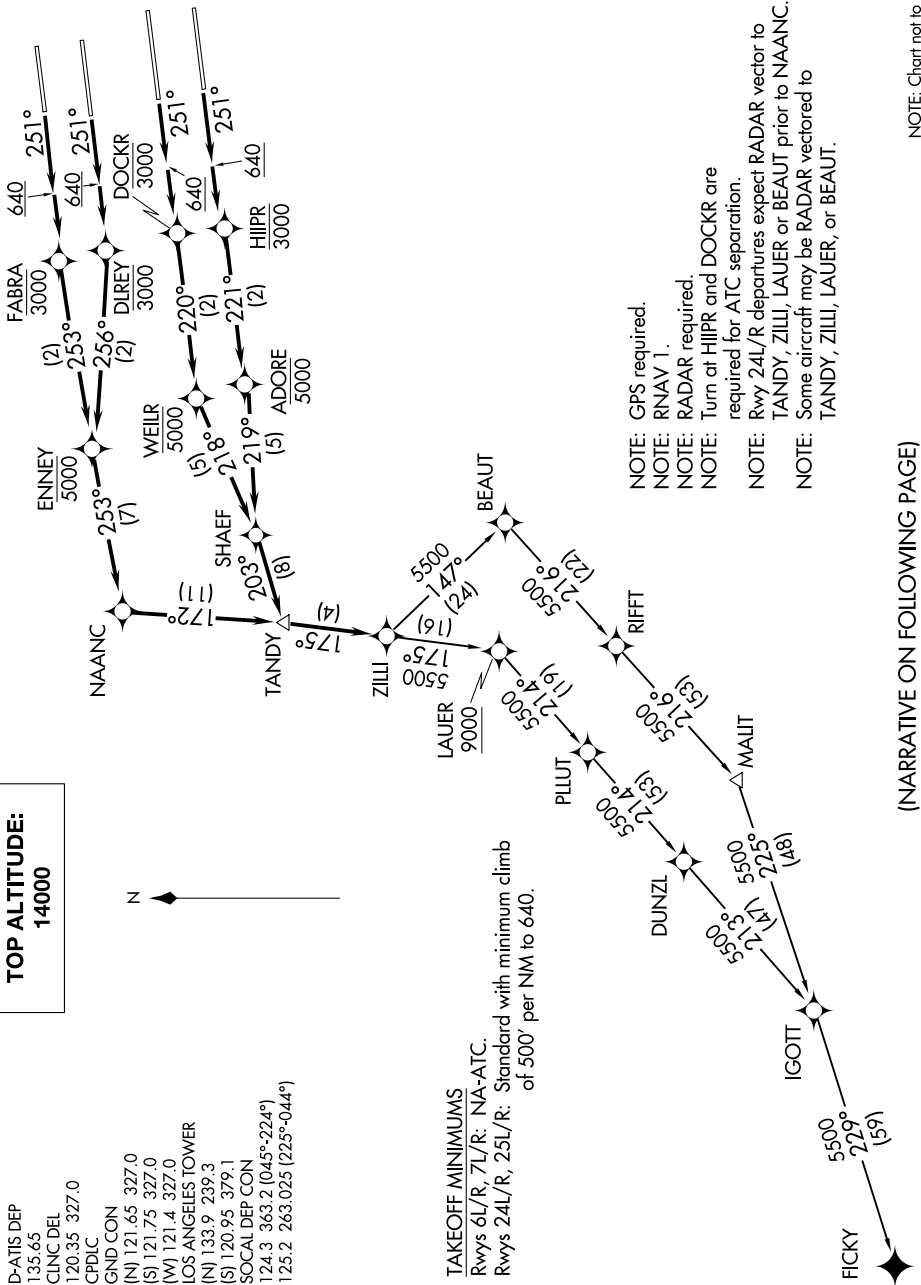 TOP ALTITUDE:
14000
D-ATIS DEP
135.65
CLNC DEL
120.35 327.0
CPDLC
GND CON
(N) 121.65 327.0
(S) 121.75 327.0
(W) 121.4 327.0
LOS ANGELES TOWER
(N) 133.9 239.3
(S) 120.95 379.1
SOCAL DEP CON
124.3 363.2 (045°-224°)
125.2 263.025 (225°-044°)
N
TAKEOFF MINIMUMS
Rwys 6L/R, 7L/R: NA-ATC.
Rwys 24L/R, 25L/R: Standard with minimum climb
of 500' per NM to 640.
640
251°
640
251°
640
251°
640
251°
FABRA
3000
DLREY
3000
DOCKR
3000
HIIPR
3000
(2)
253°
256°
(2)
220°
(2)
221°
(2)
ENNEY
5000
WEILR
5000
ADORE
5000
253°
(7)
(5)
218°
219°
(5)
NAANC
SHAEF
172°
(11)
203°
(8)
TANDY
175°
(4)
ZILLI
5500
147°
(24)
BEAUT
5500
175°
(16)
LAUER
9000
5500
216°
(22)
RIFFT
5500
214°
(19)
PLLUT
5500
216°
(53)
MALIT
5500
214°
(53)
DUNZL
5500
225°
(48)
5500
213°
(47)
IGOTT
5500
229°
(59)
FICKY
NOTE: GPS required.
NOTE: RNAV 1.
NOTE: RADAR required.
NOTE: Turn at HIIPR and DOCKR are
required for ATC separation.
NOTE: Rwy 24L/R departures expect RADAR vector to
TANDY, ZILLI, LAUER or BEAUT prior to NAANC.
NOTE: Some aircraft may be RADAR vectored to
TANDY, ZILLI, LAUER, or BEAUT.
(NARRATIVE ON FOLLOWING PAGE)
NOTE: Chart not to